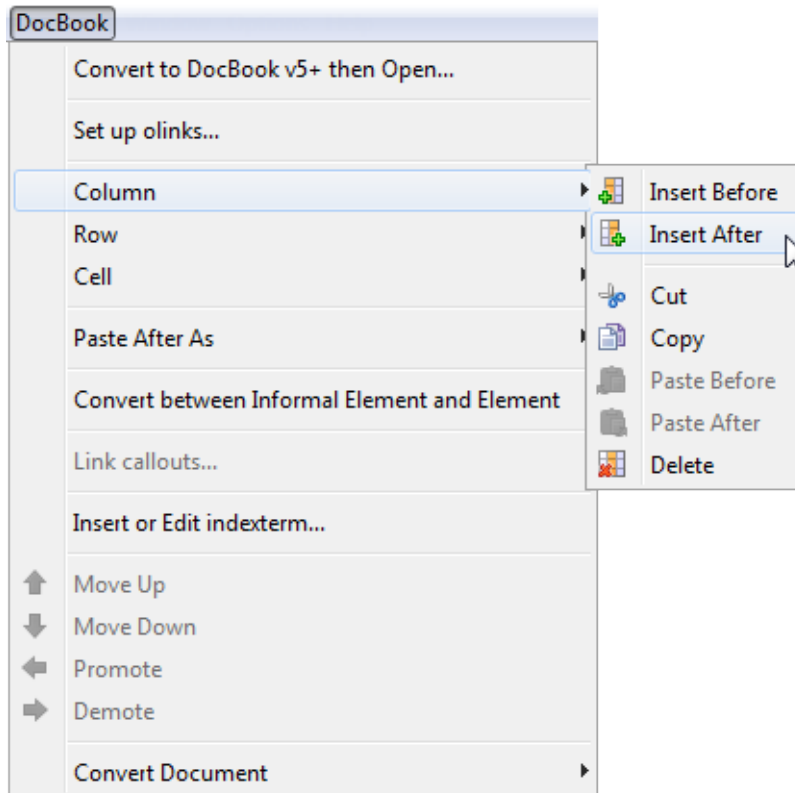 DocBook
Convert to DocBook v5+ then Open...
Set up olinks...
Column
Row
Cell
Paste After As
Convert between Informal Element and Element
Link callouts...
Insert or Edit indexterm...
Move Up
Move Down
Promote
Demote
Convert Document
Insert Before
Insert After
Cut
Copy
Paste Before
Paste After
Delete